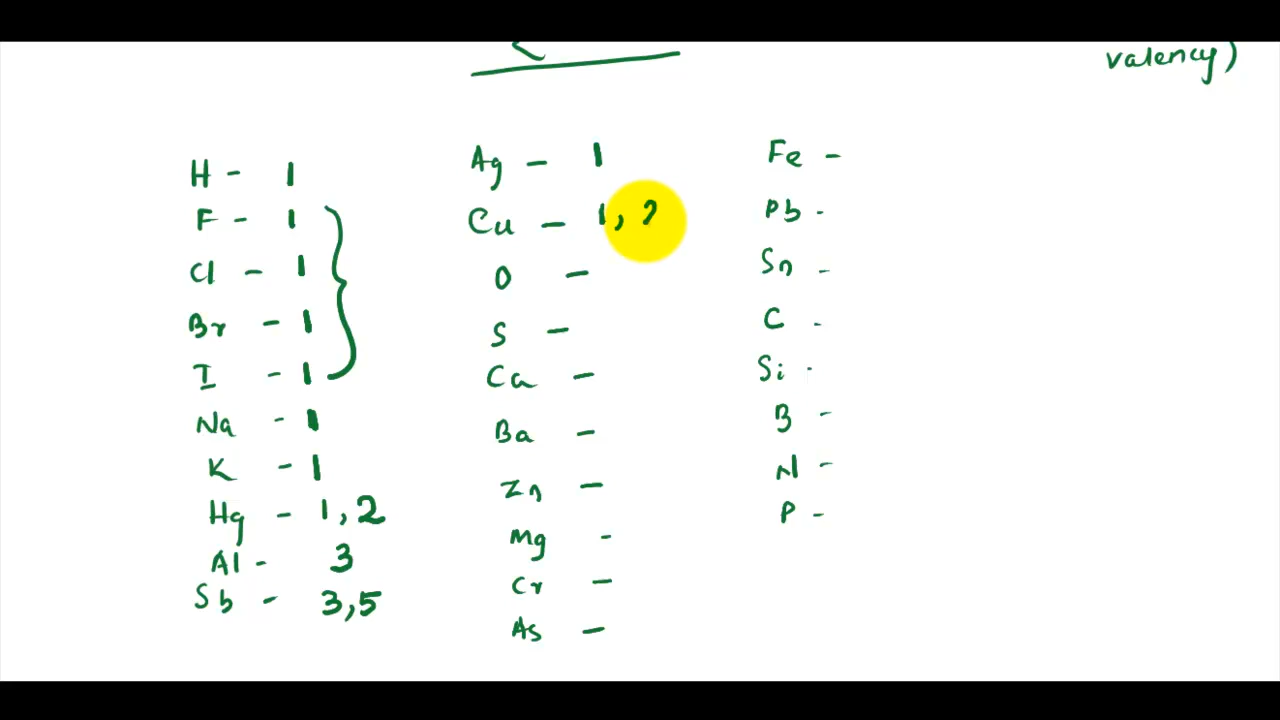 valency)
H - 1
F - 1
Cl - 1
Br - 1
I - 1
Na - 1
K - 1
Hg - 1, 2
Al - 3
Sb - 3, 5
Ag - 1
Cu - 1, 2
O -
S -
Ca -
Ba -
Zn -
Mg -
Cr -
As -
Fe -
Pb -
Sn -
C -
Si -
B -
N -
P -